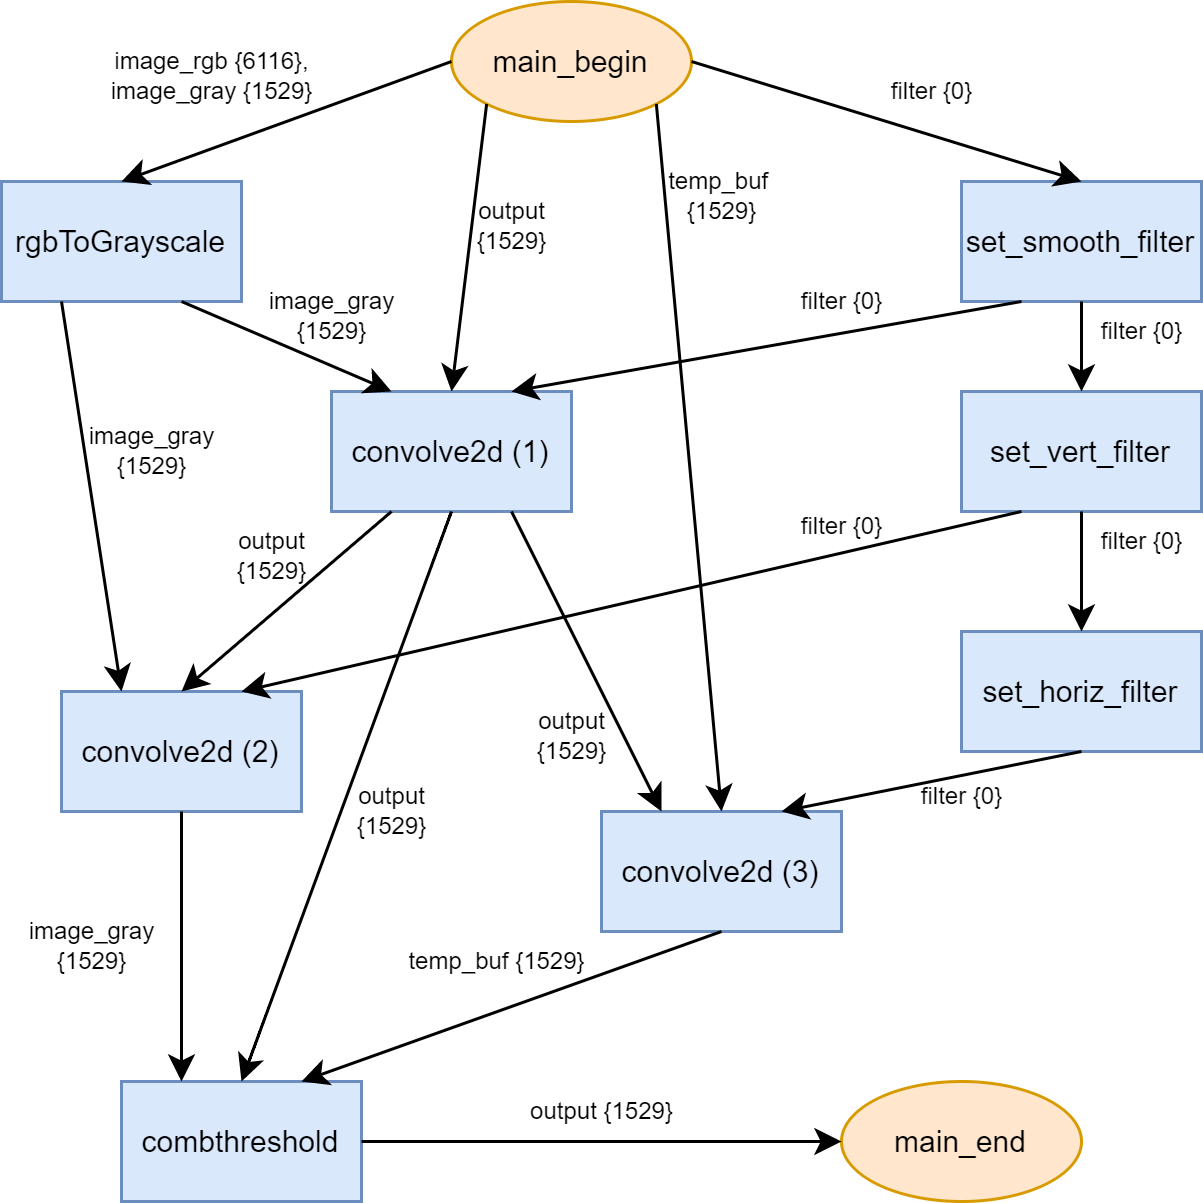 main_begin
image_rgb {6116},
image_gray {1529}
filter {0}
output
{1529}
temp_buf
{1529}
rgbToGrayscale
set_smooth_filter
image_gray
{1529}
filter {0}
filter {0}
image_gray
{1529}
convolve2d (1)
set_vert_filter
output
{1529}
filter {0}
filter {0}
convolve2d (2)
output
{1529}
set_horiz_filter
output
{1529}
filter {0}
convolve2d (3)
image_gray
{1529}
temp_buf {1529}
combthreshold
output {1529}
main_end